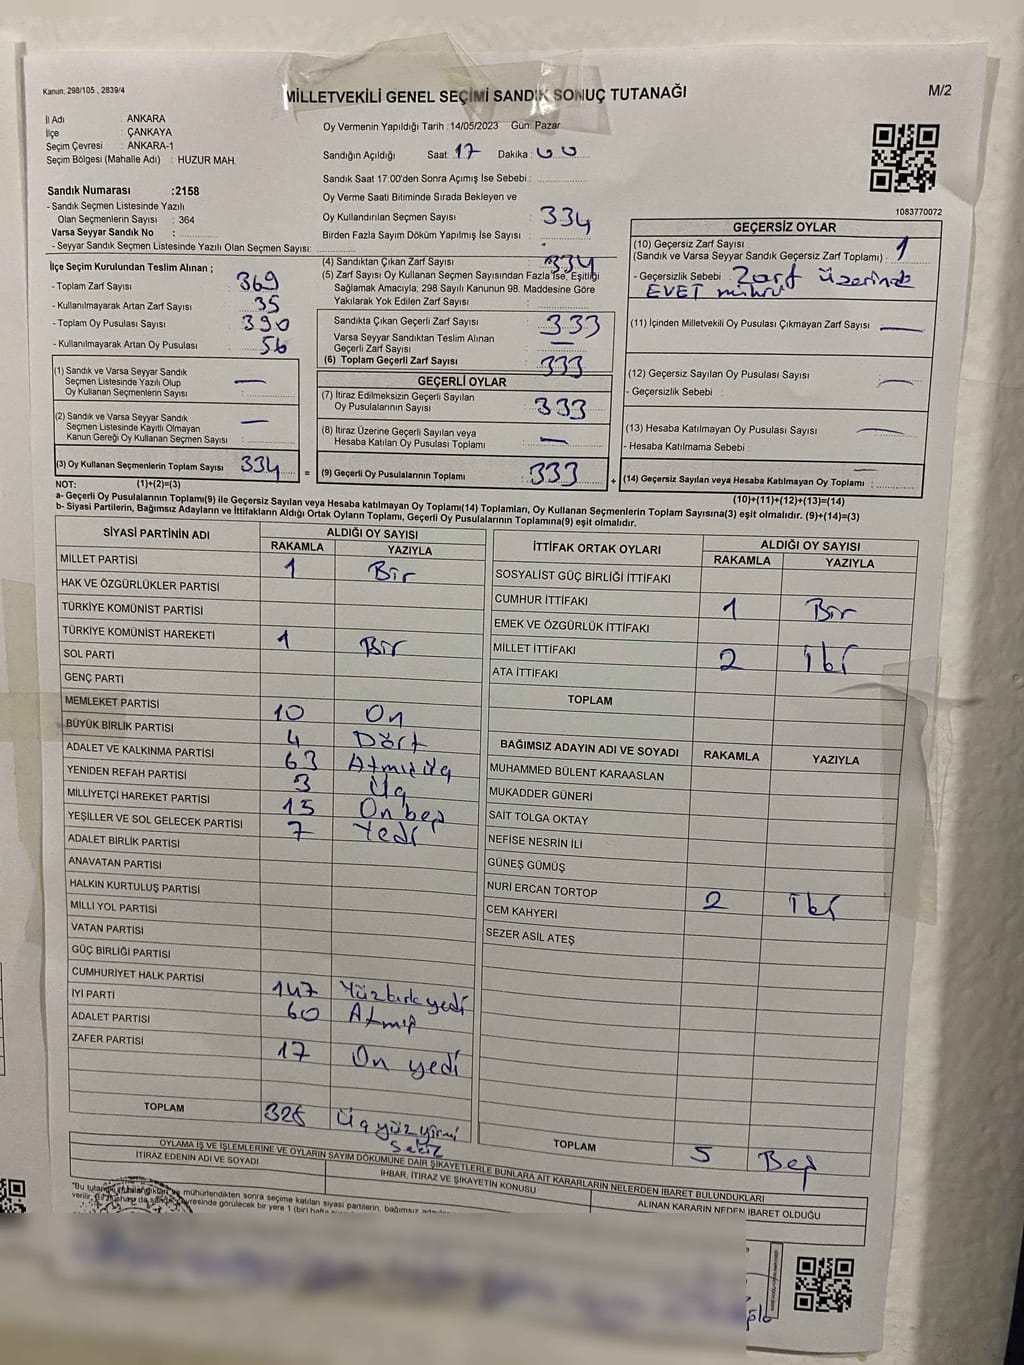 Kanun, 298/105 , 2839/4
MİLLETVEKİLİ GENEL SEÇİMİ SANDIK SONUÇ TUTANAĞI
M/2
İl Adı : ANKARA
İlçe : ÇANKAYA
Seçim Çevresi : ANKARA-1
Seçim Bölgesi (Mahalle Adı) : HUZUR MAH.
Sandık Numarası :2158
- Sandık Seçmen Listesinde Yazılı
Olan Seçmenlerin Sayısı : 364
Varsa Seyyar Sandık No :
- Seyyar Sandık Seçmen Listesinde Yazılı Olan Seçmen Sayısı:
Oy Vermenin Yapıldığı Tarih :14/05/2023 Gün: Pazar
Sandığın Açıldığı Saat: 17 Dakika : 00
Sandık Saat 17:00'den Sonra Açımış İse Sebebi :
Oy Verme Saati Bitiminde Sırada Bekleyen ve
Oy Kullandırılan Seçmen Sayısı 334
Birden Fazla Sayım Döküm Yapılmış İse Sayısı :
1083770072
İlçe Seçim Kurulundan Teslim Alınan ;
- Toplam Zarf Sayısı : 369
- Kullanılmayarak Artan Zarf Sayısı : 35
- Toplam Oy Pusulası Sayısı : 390
- Kullanılmayarak Artan Oy Pusulası : 56
(1) Sandık ve Varsa Seyyar Sandık
Seçmen Listesinde Yazılı Olup
Oy Kullanan Seçmenlerin Sayısı —
(2) Sandık ve Varsa Seyyar Sandık
Seçmen Listesinde Kayıtlı Olmayan
Kanun Gereği Oy Kullanan Seçmen Sayısı : —
(3) Oy Kullanan Seçmenlerin Toplam Sayısı 334
(4) Sandıktan Çıkan Zarf Sayısı : 334
(5) Zarf Sayısı Oy Kullanan Seçmen Sayısından Fazla İse, Eşitliği
Sağlamak Amacıyla, 298 Sayılı Kanunun 98. Maddesine Göre
Yakılarak Yok Edilen Zarf Sayısı :
Sandıkta Çıkan Geçerli Zarf Sayısı : 333
Varsa Seyyar Sandıktan Teslim Alınan
Geçerli Zarf Sayısı : —
(6) Toplam Geçerli Zarf Sayısı : 333
GEÇERLİ OYLAR
(7) İtiraz Edilmeksizin Geçerli Sayılan
Oy Pusulalarının Sayısı : 333
(8) İtiraz Üzerine Geçerli Sayılan veya
Hesaba Katılan Oy Pusulası Toplamı : —
= (9) Geçerli Oy Pusulalarının Toplamı : 333
GEÇERSİZ OYLAR
(10) Geçersiz Zarf Sayısı
(Sandık ve Varsa Seyyar Sandık Geçersiz Zarf Toplamı) : 1
- Geçersizlik Sebebi : Zarf üzerinde
EVET mührü
(11) İçinden Milletvekili Oy Pusulası Çıkmayan Zarf Sayısı —
(12) Geçersiz Sayılan Oy Pusulası Sayısı : —
- Geçersizlik Sebebi :
(13) Hesaba Katılmayan Oy Pusulası Sayısı : —
- Hesaba Katılmama Sebebi :
+ (14) Geçersiz Sayılan veya Hesaba Katılmayan Oy Toplamı : —
NOT: (1)+(2)=(3)
(10)+(11)+(12)+(13)=(14)
a- Geçerli Oy Pusulalarının Toplamı(9) ile Geçersiz Sayılan veya Hesaba katılmayan Oy Toplamı(14) Toplamları, Oy Kullanan Seçmenlerin Toplam Sayısına(3) eşit olmalıdır. (9)+(14)=(3)
b- Siyasi Partilerin, Bağımsız Adayların ve İttifakların Aldığı Ortak Oyların Toplamı, Geçerli Oy Pusulalarının Toplamına(9) eşit olmalıdır.
SİYASİ PARTİNİN ADI ALDIĞI OY SAYISI
RAKAMLA YAZIYLA
MİLLET PARTİSİ 1 Bir
HAK VE ÖZGÜRLÜKLER PARTİSİ
TÜRKİYE KOMÜNİST PARTİSİ
TÜRKİYE KOMÜNİST HAREKETİ 1 Bir
SOL PARTİ
GENÇ PARTİ
MEMLEKET PARTİSİ 10 On
BÜYÜK BİRLİK PARTİSİ 4 Dört
ADALET VE KALKINMA PARTİSİ 63 Atmış üç
YENİDEN REFAH PARTİSİ 3 Üç
MİLLİYETÇİ HAREKET PARTİSİ 15 On beş
YEŞİLLER VE SOL GELECEK PARTİSİ 7 Yedi
ADALET BİRLİK PARTİSİ
ANAVATAN PARTİSİ
HALKIN KURTULUŞ PARTİSİ
MİLLİ YOL PARTİSİ
VATAN PARTİSİ
GÜÇ BİRLİĞİ PARTİSİ
CUMHURİYET HALK PARTİSİ 147 Yüzkırkyedi
İYİ PARTİ 60 Atmış
ADALET PARTİSİ
ZAFER PARTİSİ 17 On yedi
TOPLAM 328 Üçyüzyirmi
sekiz
İTTİFAK ORTAK OYLARI ALDIĞI OY SAYISI
RAKAMLA YAZIYLA
SOSYALİST GÜÇ BİRLİĞİ İTTİFAKI
CUMHUR İTTİFAKI 1 Bir
EMEK VE ÖZGÜRLÜK İTTİFAKI
MİLLET İTTİFAKI 2 İki
ATA İTTİFAKI
TOPLAM
BAĞIMSIZ ADAYIN ADI VE SOYADI RAKAMLA YAZIYLA
MUHAMMED BÜLENT KARAASLAN
MUKADDER GÜNERİ
SAİT TOLGA OKTAY
NEFİSE NESRİN İLİ
GÜNEŞ GÜMÜŞ
NURİ ERCAN TORTOP 2 İki
CEM KAHYERİ
SEZER ASİL ATEŞ
TOPLAM 5 Beş
OYLAMA İŞ VE İŞLEMLERİNE VE OYLARIN SAYIM DÖKÜMÜNE DAİR ŞİKAYETLERLE BUNLARA AİT KARARLARIN NELERDEN İBARET BULUNDUKLARI
İTİRAZ EDENİN ADI VE SOYADI
İHBAR, İTİRAZ VE ŞİKAYETİN KONUSU
ALINAN KARARIN NEDEN İBARET OLDUĞU
mühürlendikten sonra seçime katılan siyasi partilerin, bağımsız
çevresinde görülecek bir yere 1 (bir) hafta